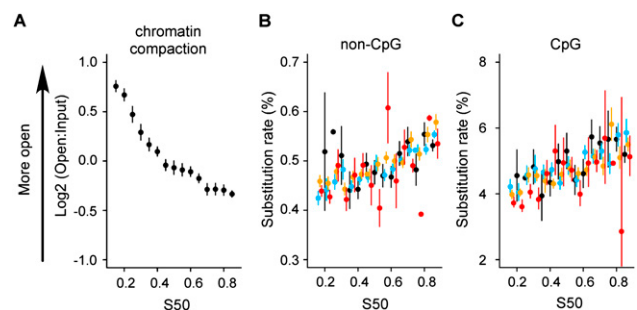 A
chromatin
compaction
More open
Log2 (Open:Input)
1.0
0.5
0.0
-0.5
-1.0
0.2 0.4 0.6 0.8
S50
B
non-CpG
Substitution rate (%)
0.7
0.6
0.5
0.4
0.3
0.2 0.4 0.6 0.8
S50
C
CpG
Substitution rate (%)
8
6
4
2
0.2 0.4 0.6 0.8
S50